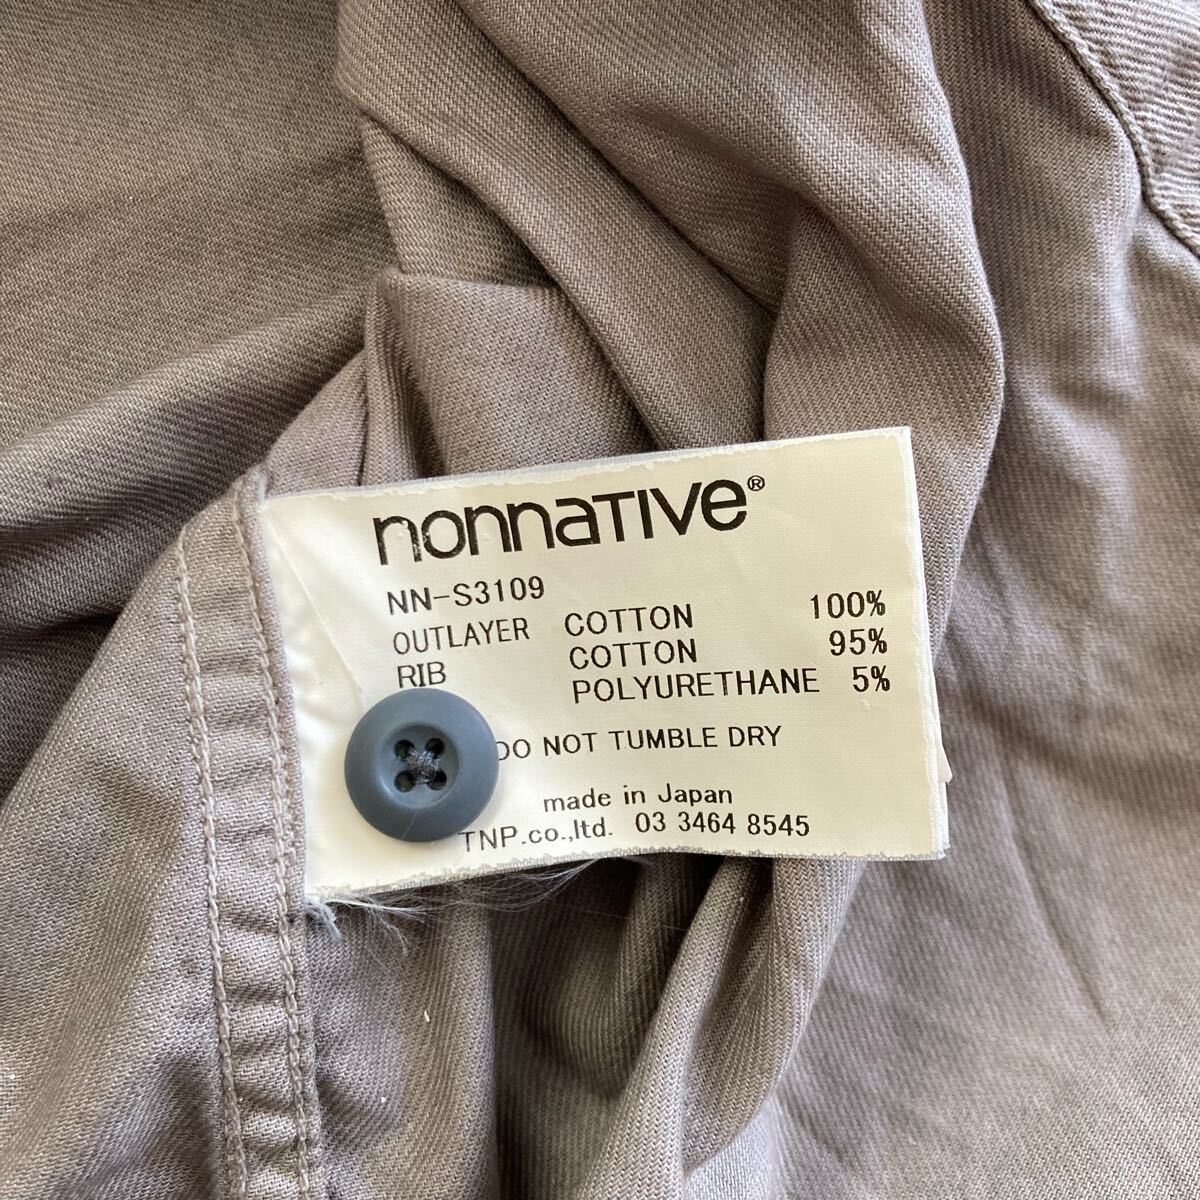 nonnative®
NN-S3109
OUTLAYER COTTON 100%
RIB COTTON 95%
POLYURETHANE 5%
DO NOT TUMBLE DRY
made in Japan
TNP.co.,ltd. 03 3464 8545